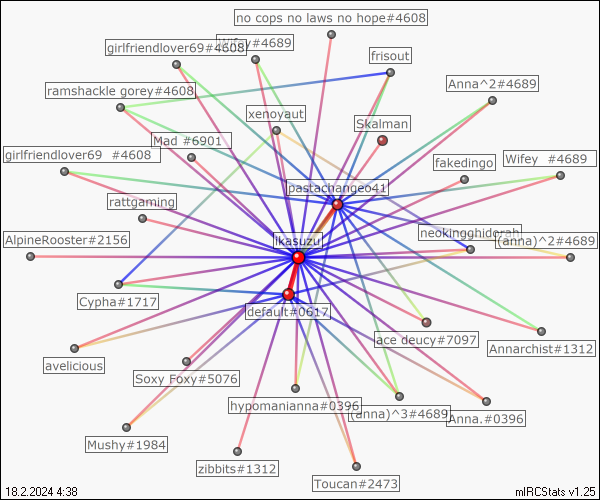 no cops no laws no hope#4608
girlfriendlover69#4608
Wifey#4689
frisout
ramshackle gorey#4608
Anna^2#4689
xenoyaut
Skalman
Mad #6901
girlfriendlover69 #4608
fakedingo
Wifey #4689
pastachange041
rattgaming
neokingghidorah
AlpineRooster#2156
ikasuzu
(anna)^2#4689
Cypha#1717
default#0617
ace deucy#7097
Annarchist#1312
avelicious
Soxy Foxy#5076
hypomanianna#0396
(anna)^3#4689
Anna.#0396
Mushy#1984
zibbits#1312
Toucan#2473
18.2.2024 4:38
mIRCStats v1.25